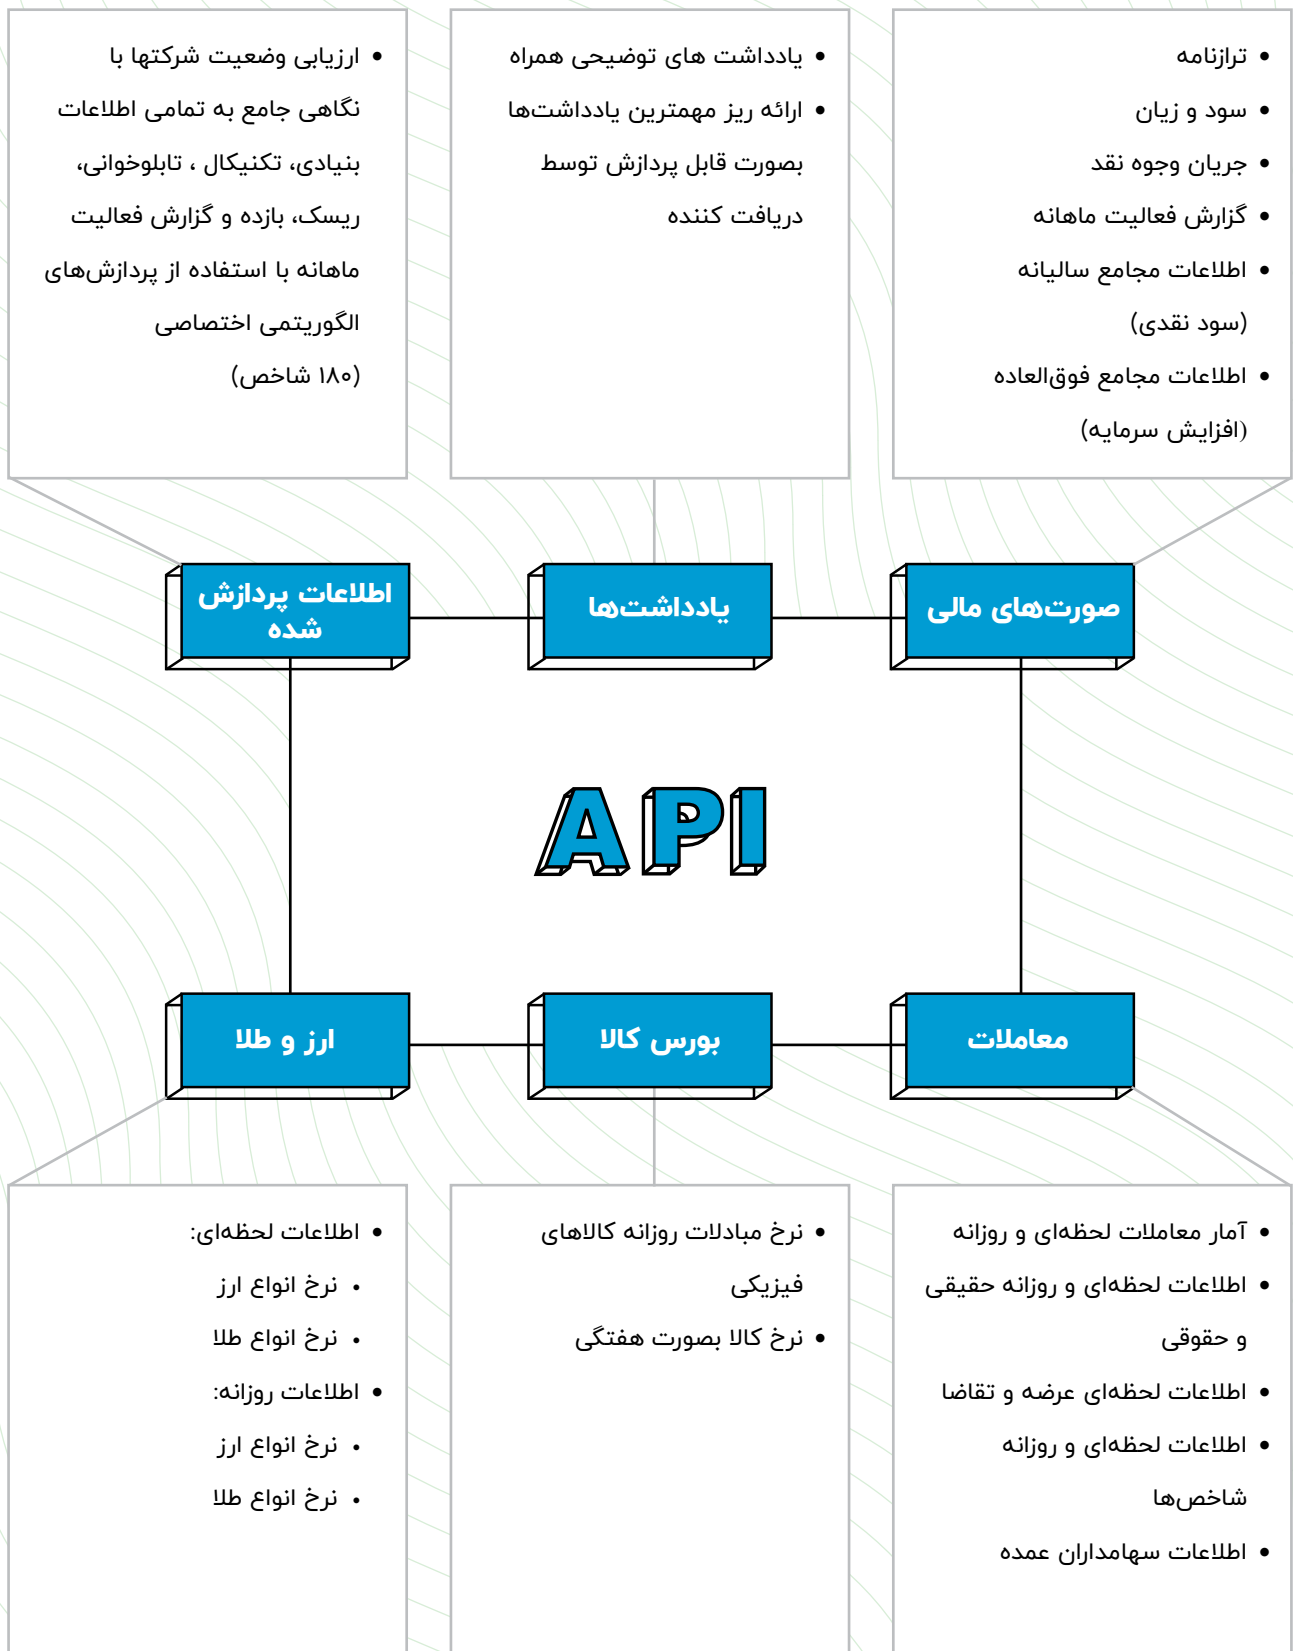 ترازنامه
سود و زیان
جریان وجوه نقد
گزارش فعالیت ماهانه
اطلاعات مجامع سالیانه
(سود نقدی)
اطلاعات مجامع فوق‌العاده
(افزایش سرمایه)
یادداشت های توضیحی همراه
ارائه ریز مهمترین یادداشت‌ها
بصورت قابل پردازش توسط
دریافت کننده
ارزیابی وضعیت شرکتها با
نگاهی جامع به تمامی اطلاعات
بنیادی، تکنیکال ، تابلوخوانی،
ریسک، بازده و گزارش فعالیت
ماهانه با استفاده از پردازش‌های
الگوریتمی اختصاصی
(۱۸۰ شاخص)
صورت‌های مالی
یادداشت‌ها
اطلاعات پردازش
شده
API
معاملات
بورس کالا
ارز و طلا
آمار معاملات لحظه‌ای و روزانه
اطلاعات لحظه‌ای و روزانه حقیقی
و حقوقی
اطلاعات لحظه‌ای عرضه و تقاضا
اطلاعات لحظه‌ای و روزانه
شاخص‌ها
اطلاعات سهامداران عمده
نرخ مبادلات روزانه کالاهای
فیزیکی
نرخ کالا بصورت هفتگی
اطلاعات لحظه‌ای:
نرخ انواع ارز
نرخ انواع طلا
اطلاعات روزانه:
نرخ انواع ارز
نرخ انواع طلا